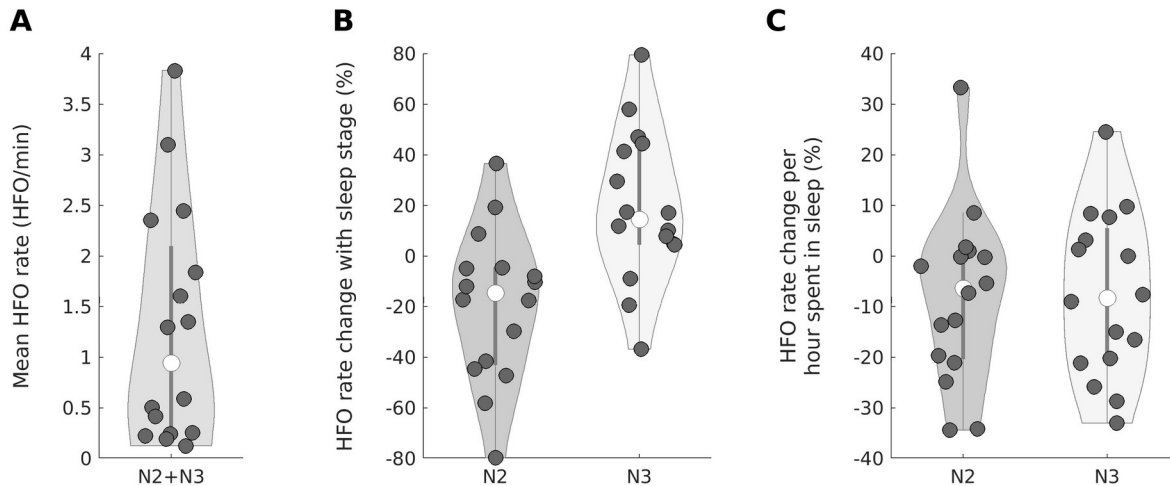 A
Mean HFO rate (HFO/min)
4
3.5
3
2.5
2
1.5
1
0.5
0
N2+N3
B
HFO rate change with sleep stage (%)
80
60
40
20
0
-20
-40
-60
-80
N2 N3
C
HFO rate change per
hour spent in sleep (%)
40
30
20
10
0
-10
-20
-30
-40
N2 N3